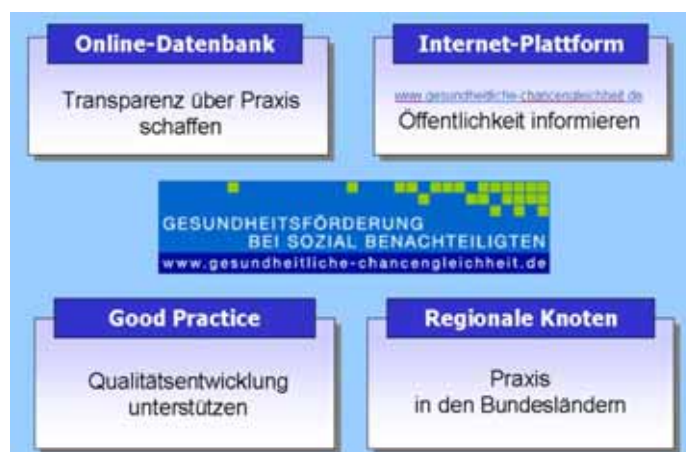 Online-Datenbank
Transparenz über Praxis
schaffen
Internet-Plattform
www.gesundheitliche-chancengleichheit.de
Öffentlichkeit informieren
GESUNDHEITSFÖRDERUNG
BEI SOZIAL BENACHTEILIGTEN
www.gesundheitliche-chancengleichheit.de
Good Practice
Qualitätsentwicklung
unterstützen
Regionale Knoten
Praxis
in den Bundesländern